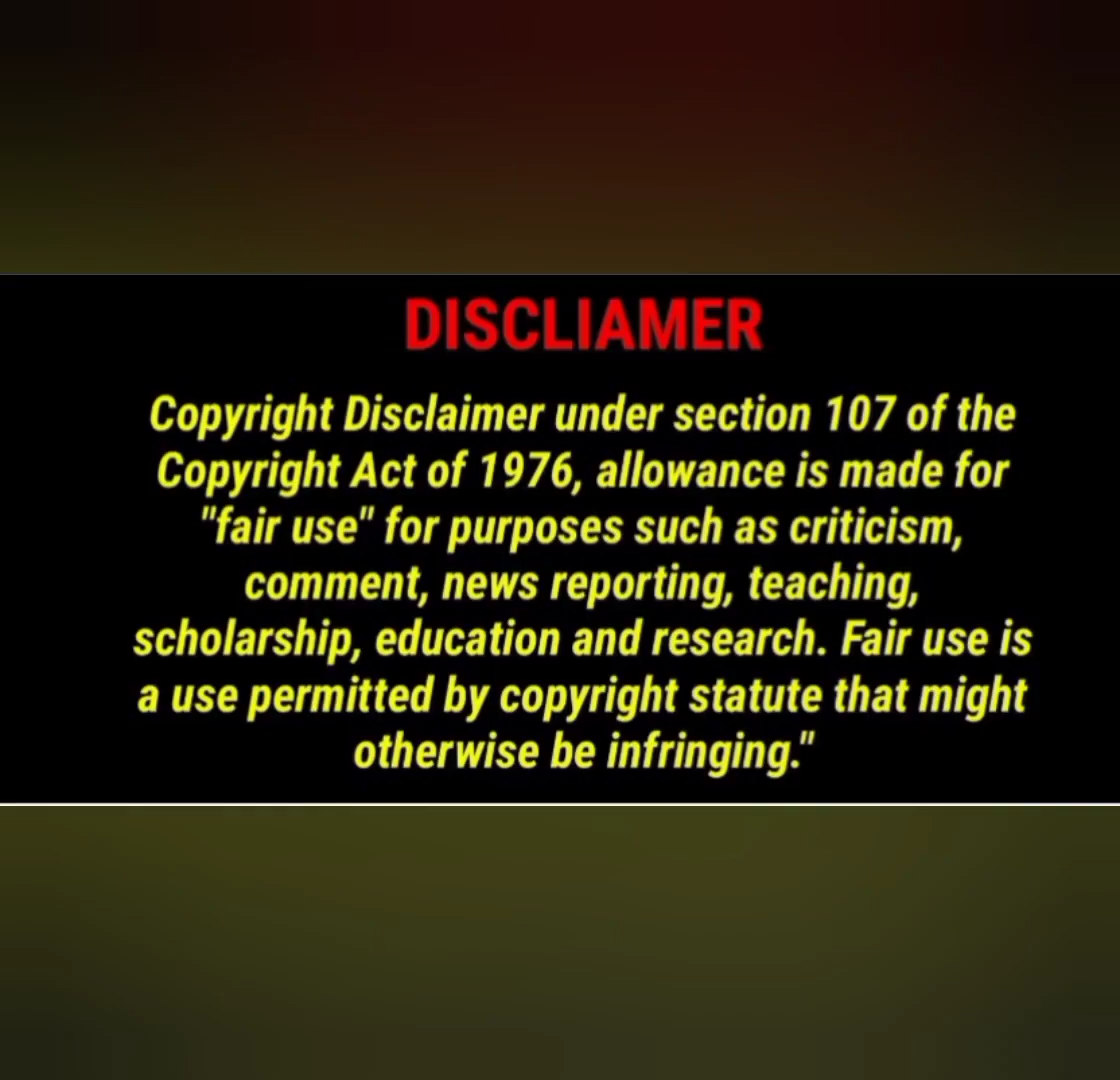 DISCLIAMER
Copyright Disclaimer under section 107 of the
Copyright Act of 1976, allowance is made for
"fair use" for purposes such as criticism,
comment, news reporting, teaching,
scholarship, education and research. Fair use is
a use permitted by copyright statute that might
otherwise be infringing."